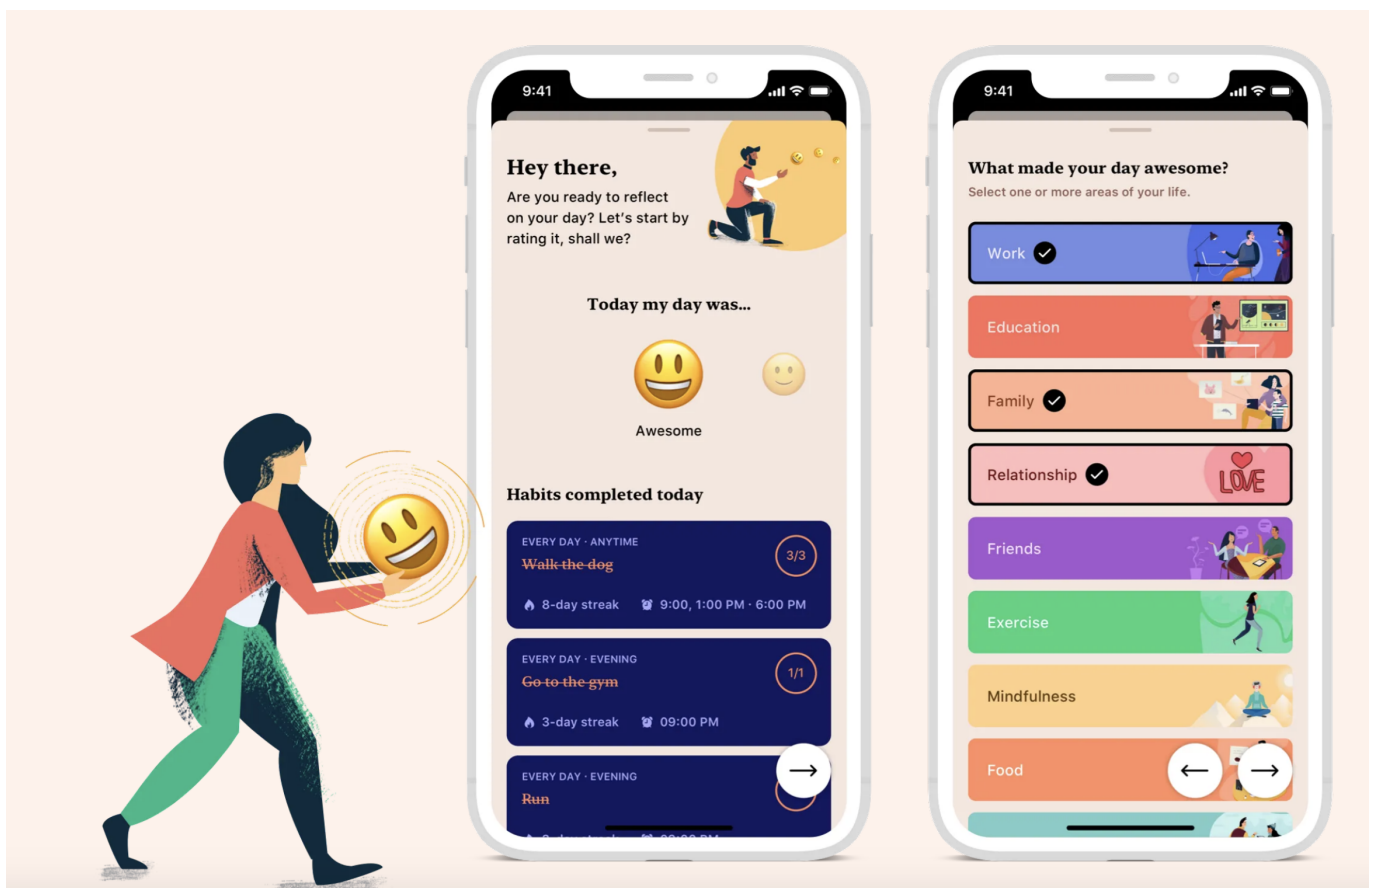 9:41
Hey there,
Are you ready to reflect
on your day? Let's start by
rating it, shall we?
Today my day was...
Awesome
Habits completed today
EVERY DAY · ANYTIME
Walk the dog
3/3
8-day streak 9:00, 1:00 PM · 6:00 PM
EVERY DAY · EVENING
Go to the gym
1/1
3-day streak 09:00 PM
EVERY DAY · EVENING
Run
9:41
What made your day awesome?
Select one or more areas of your life.
Work
Education
Family
Relationship
LOVE
Friends
Exercise
Mindfulness
Food